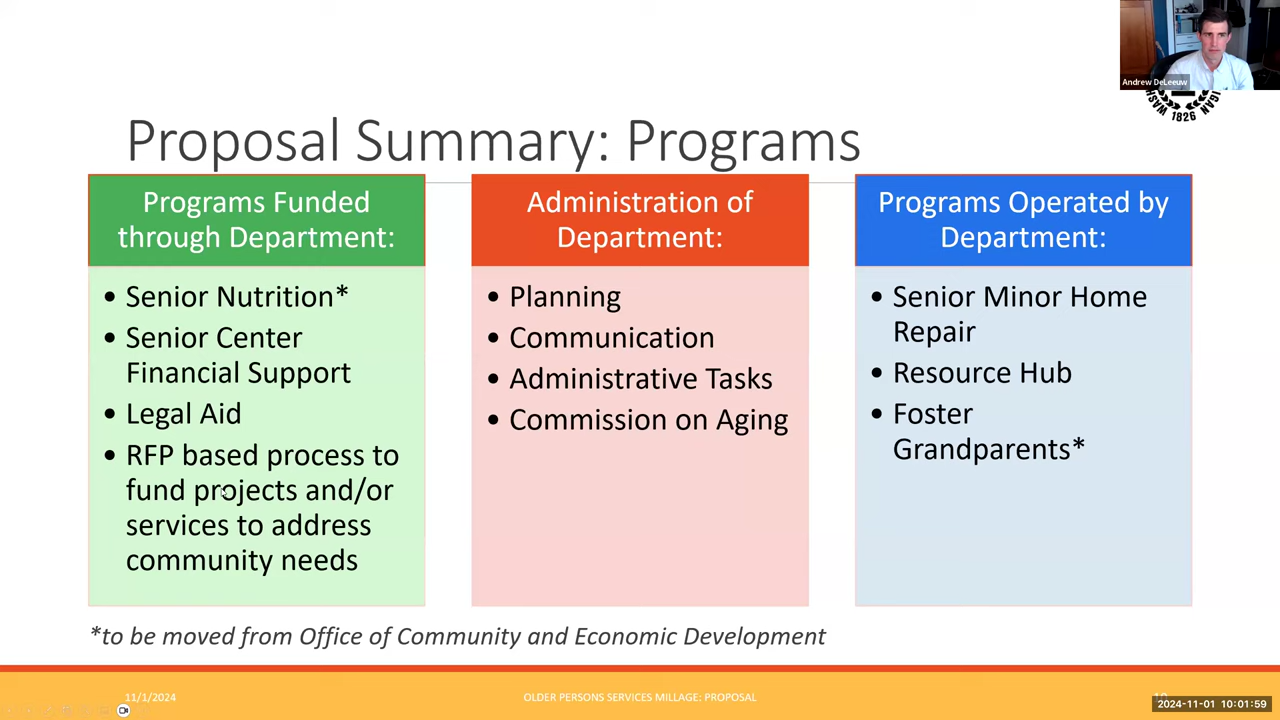 Andrew DeLeeuw
1826
Proposal Summary: Programs
Programs Funded
through Department:
• Senior Nutrition*
• Senior Center
Financial Support
• Legal Aid
• RFP based process to
fund projects and/or
services to address
community needs
Administration of
Department:
• Planning
• Communication
• Administrative Tasks
• Commission on Aging
Programs Operated by
Department:
• Senior Minor Home
Repair
• Resource Hub
• Foster
Grandparents*
*to be moved from Office of Community and Economic Development
11/1/2024
OLDER PERSONS SERVICES MILLAGE: PROPOSAL
2024-11-01 10:01:59